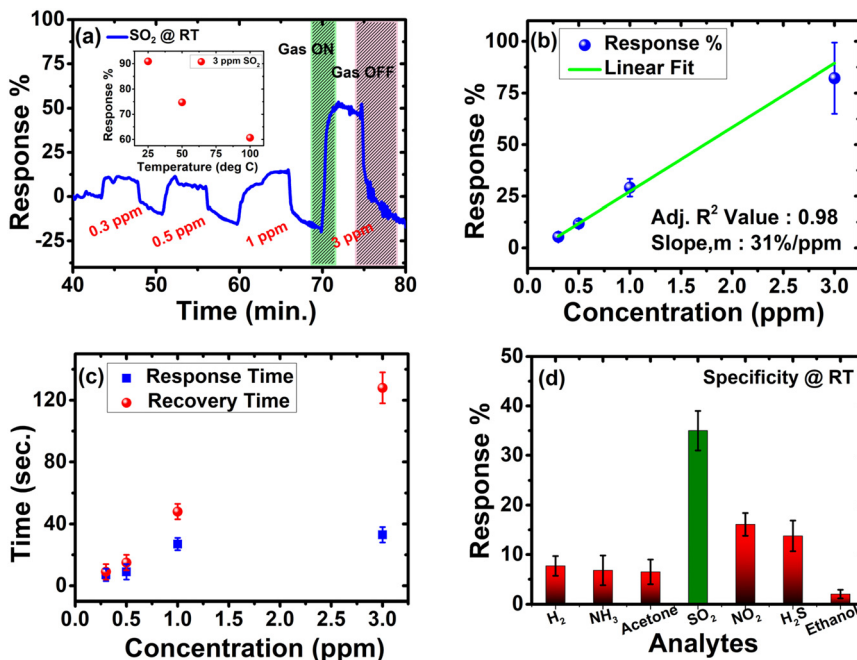 (a)
SO₂ @ RT
Gas ON
Gas OFF
3 ppm SO₂
Response %
90
80
70
60
25 50 75 100
Temperature (deg C)
0.3 ppm
0.5 ppm
1 ppm
3 ppm
Response %
100
75
50
25
0
-25
40 50 60 70 80
Time (min.)
(b)
Response %
Linear Fit
Adj. R² Value : 0.98
Slope,m : 31%/ppm
Response %
100
75
50
25
0
0.0 0.5 1.0 1.5 2.0 2.5 3.0
Concentration (ppm)
(c)
Response Time
Recovery Time
Time (sec.)
120
80
40
0
0.0 0.5 1.0 1.5 2.0 2.5 3.0
Concentration (ppm)
(d)
Specificity @ RT
Response %
50
40
30
20
10
0
H₂ NH₃ Acetone SO₂ NO₂ H₂S Ethanol
Analytes